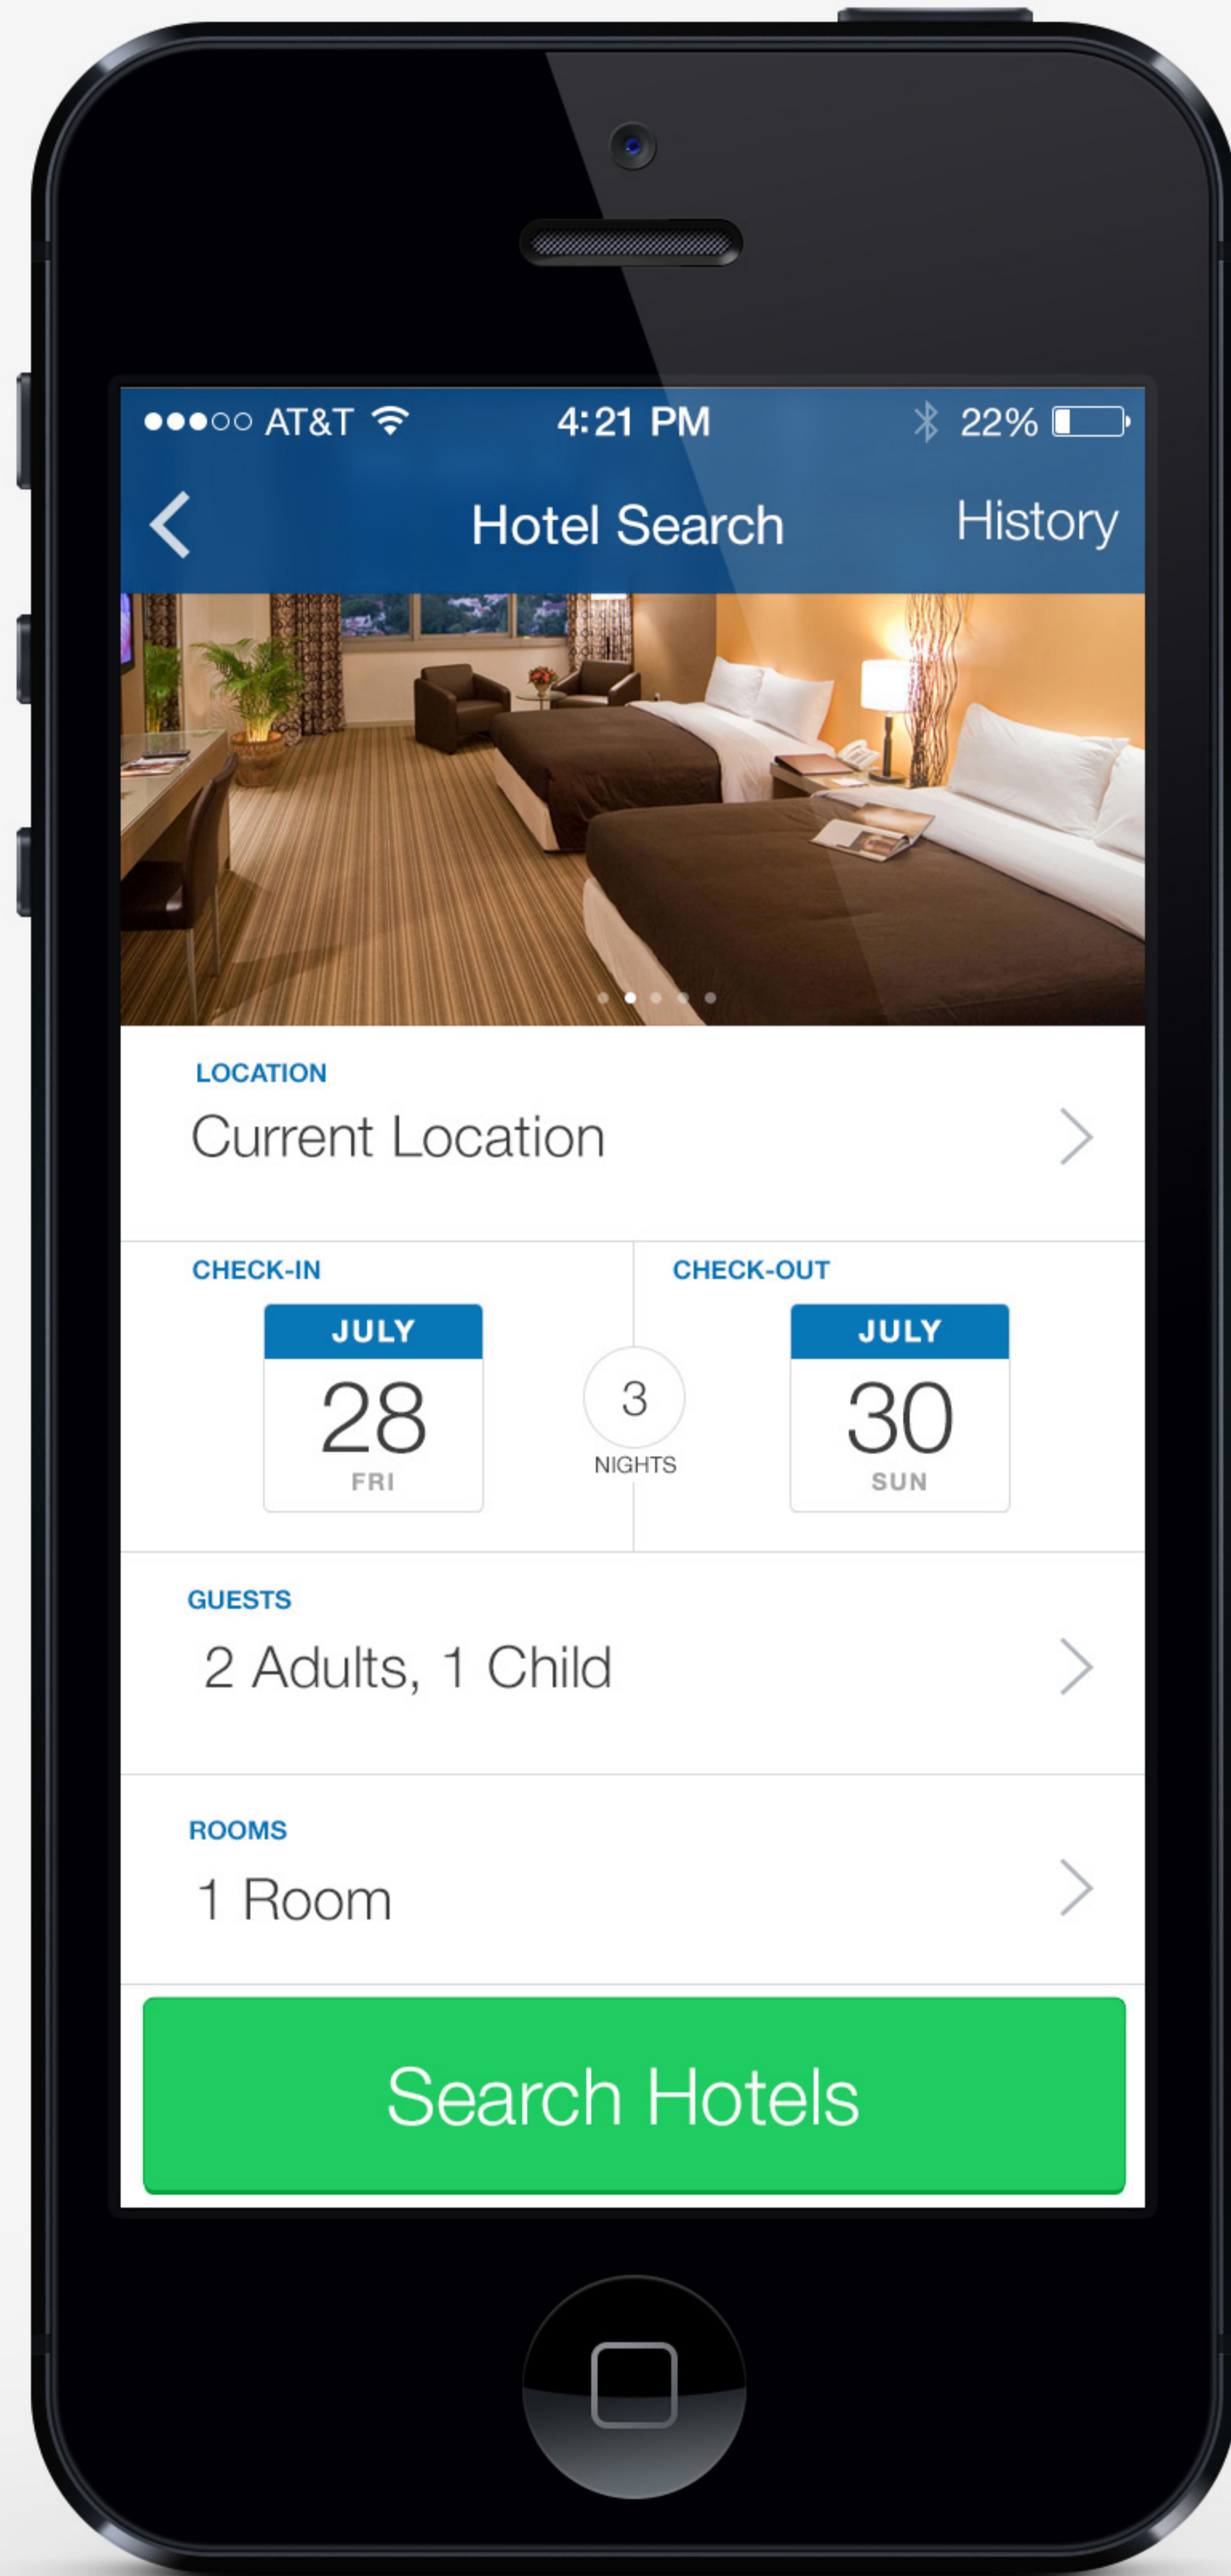 AT&T 4:21 PM 22%
Hotel Search History
LOCATION
Current Location
CHECK-IN CHECK-OUT
JULY JULY
28 3 30
NIGHTS
FRI SUN
GUESTS
2 Adults, 1 Child
ROOMS
1 Room
Search Hotels